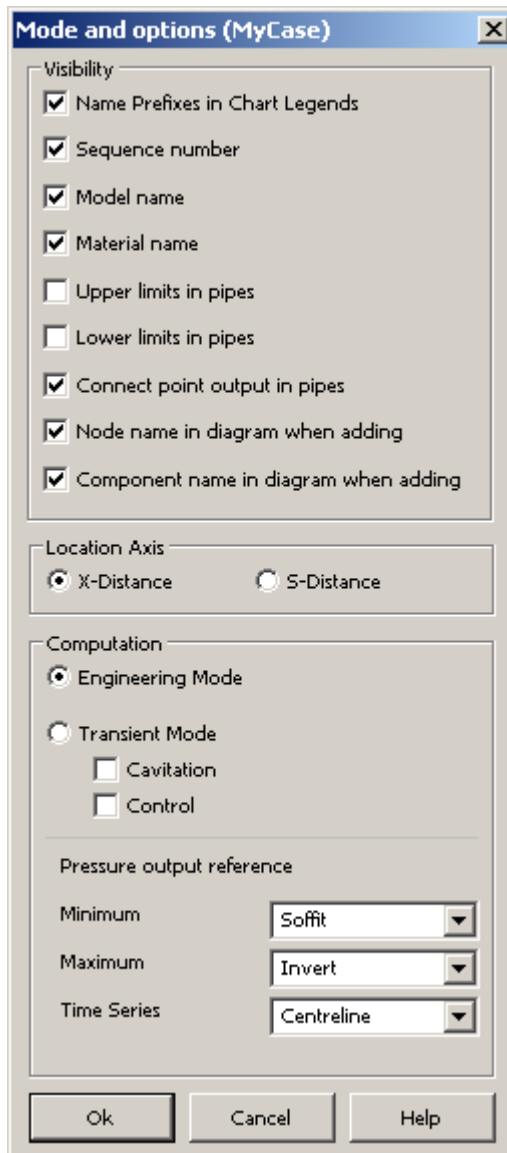 Mode and options (MyCase)
Visibility
Name Prefixes in Chart Legends
Sequence number
Model name
Material name
Upper limits in pipes
Lower limits in pipes
Connect point output in pipes
Node name in diagram when adding
Component name in diagram when adding
Location Axis
X-Distance S-Distance
Computation
Engineering Mode
Transient Mode
Cavitation
Control
Pressure output reference
Minimum Soffit
Maximum Invert
Time Series Centreline
Ok Cancel Help